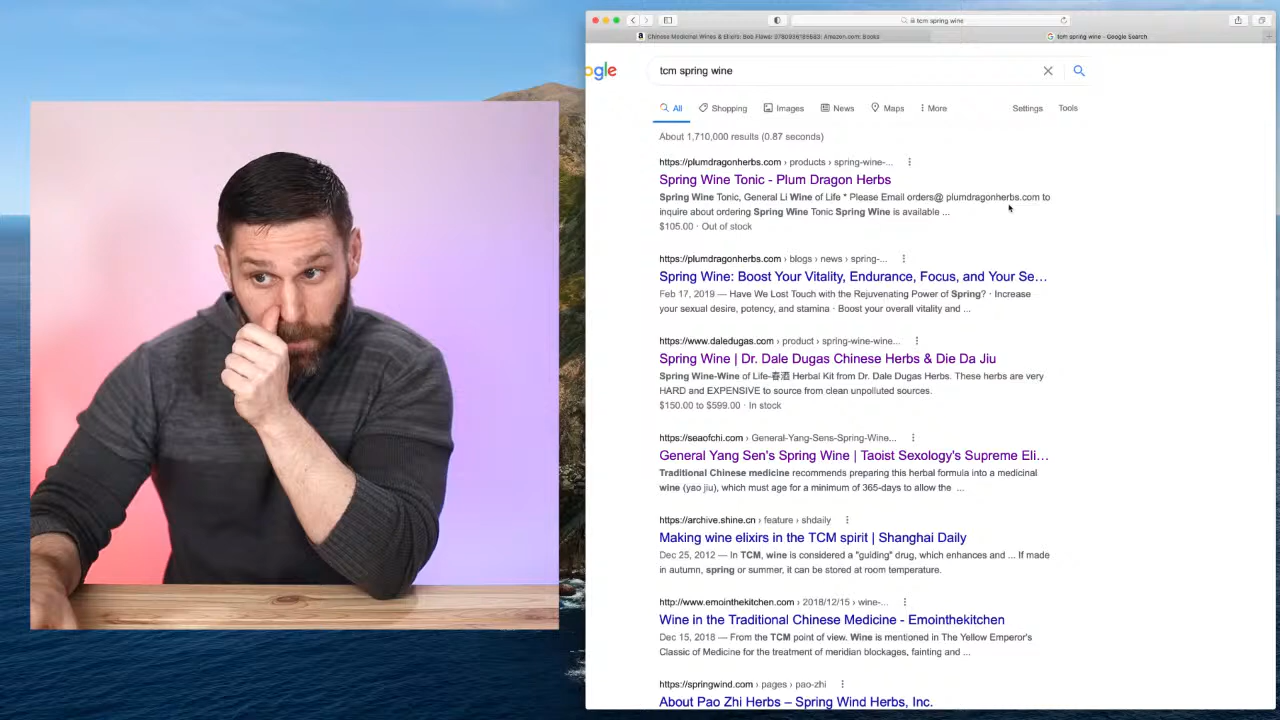 tcm spring wine
Chinese Medicinal Wines & Elixirs: Bob Flaws: 9780936185583: Amazon.com: Books
tcm spring wine - Google Search
ogle
tcm spring wine
All
Shopping
Images
News
Maps
More
Settings
Tools
About 1,710,000 results (0.87 seconds)
https://plumdragonherbs.com › products › spring-wine-...
Spring Wine Tonic - Plum Dragon Herbs
Spring Wine Tonic, General Li Wine of Life * Please Email orders@ plumdragonherbs.com to
inquire about ordering Spring Wine Tonic Spring Wine is available ...
$105.00 · Out of stock
https://plumdragonherbs.com › blogs › news › spring-...
Spring Wine: Boost Your Vitality, Endurance, Focus, and Your Se...
Feb 17, 2019 — Have We Lost Touch with the Rejuvenating Power of Spring? · Increase
your sexual desire, potency, and stamina · Boost your overall vitality and ...
https://www.daledugas.com › product › spring-wine-wine...
Spring Wine | Dr. Dale Dugas Chinese Herbs & Die Da Jiu
Spring Wine-Wine of Life-春酒 Herbal Kit from Dr. Dale Dugas Herbs. These herbs are very
HARD and EXPENSIVE to source from clean unpolluted sources.
$150.00 to $599.00 · In stock
https://seaofchi.com › General-Yang-Sens-Spring-Wine...
General Yang Sen's Spring Wine | Taoist Sexology's Supreme Eli...
Traditional Chinese medicine recommends preparing this herbal formula into a medicinal
wine (yao jiu), which must age for a minimum of 365-days to allow the ...
https://archive.shine.cn › feature › shdaily
Making wine elixirs in the TCM spirit | Shanghai Daily
Dec 25, 2012 — In TCM, wine is considered a "guiding" drug, which enhances and ... If made
in autumn, spring or summer, it can be stored at room temperature.
http://www.emointhekitchen.com › 2018/12/15 › wine-...
Wine in the Traditional Chinese Medicine - Emointhekitchen
Dec 15, 2018 — From the TCM point of view. Wine is mentioned in The Yellow Emperor's
Classic of Medicine for the treatment of meridian blockages, fainting and ...
https://springwind.com › pages › pao-zhi
About Pao Zhi Herbs – Spring Wind Herbs, Inc.